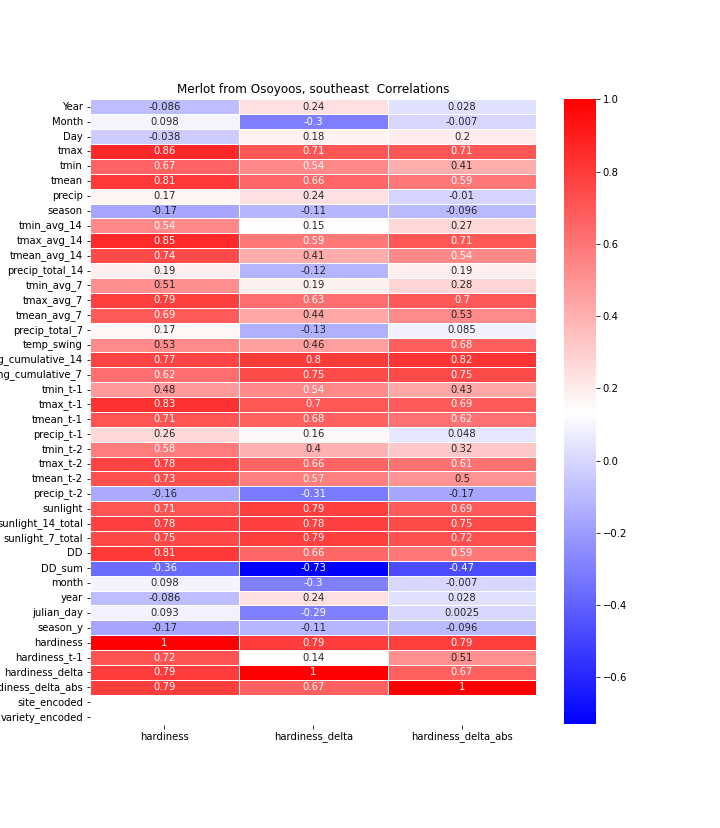 Merlot from Osoyoos, southeast Correlations
Year -0.086 0.24 0.028
Month 0.098 -0.3 -0.007
Day -0.038 0.18 0.2
tmax 0.86 0.71 0.71
tmin 0.67 0.54 0.41
tmean 0.81 0.66 0.59
precip 0.17 0.24 -0.01
season -0.17 -0.11 -0.096
tmin_avg_14 0.54 0.15 0.27
tmax_avg_14 0.85 0.59 0.71
tmean_avg_14 0.74 0.41 0.54
precip_total_14 0.19 -0.12 0.19
tmin_avg_7 0.51 0.19 0.28
tmax_avg_7 0.79 0.63 0.7
tmean_avg_7 0.69 0.44 0.53
precip_total_7 0.17 -0.13 0.085
temp_swing 0.53 0.46 0.68
g_cumulative_14 0.77 0.8 0.82
ng_cumulative_7 0.62 0.75 0.75
tmin_t-1 0.48 0.54 0.43
tmax_t-1 0.83 0.7 0.69
tmean_t-1 0.71 0.68 0.62
precip_t-1 0.26 0.16 0.048
tmin_t-2 0.58 0.4 0.32
tmax_t-2 0.78 0.66 0.61
tmean_t-2 0.73 0.57 0.5
precip_t-2 -0.16 -0.31 -0.17
sunlight 0.71 0.79 0.69
sunlight_14_total 0.78 0.78 0.75
sunlight_7_total 0.75 0.79 0.72
DD 0.81 0.66 0.59
DD_sum -0.36 -0.73 -0.47
month 0.098 -0.3 -0.007
year -0.086 0.24 0.028
julian_day 0.093 -0.29 0.0025
season_y -0.17 -0.11 -0.096
hardiness 1 0.79 0.79
hardiness_t-1 0.72 0.14 0.51
hardiness_delta 0.79 1 0.67
diness_delta_abs 0.79 0.67 1
site_encoded
variety_encoded
hardiness hardiness_delta hardiness_delta_abs
1.0
0.8
0.6
0.4
0.2
0.0
−0.2
−0.4
−0.6